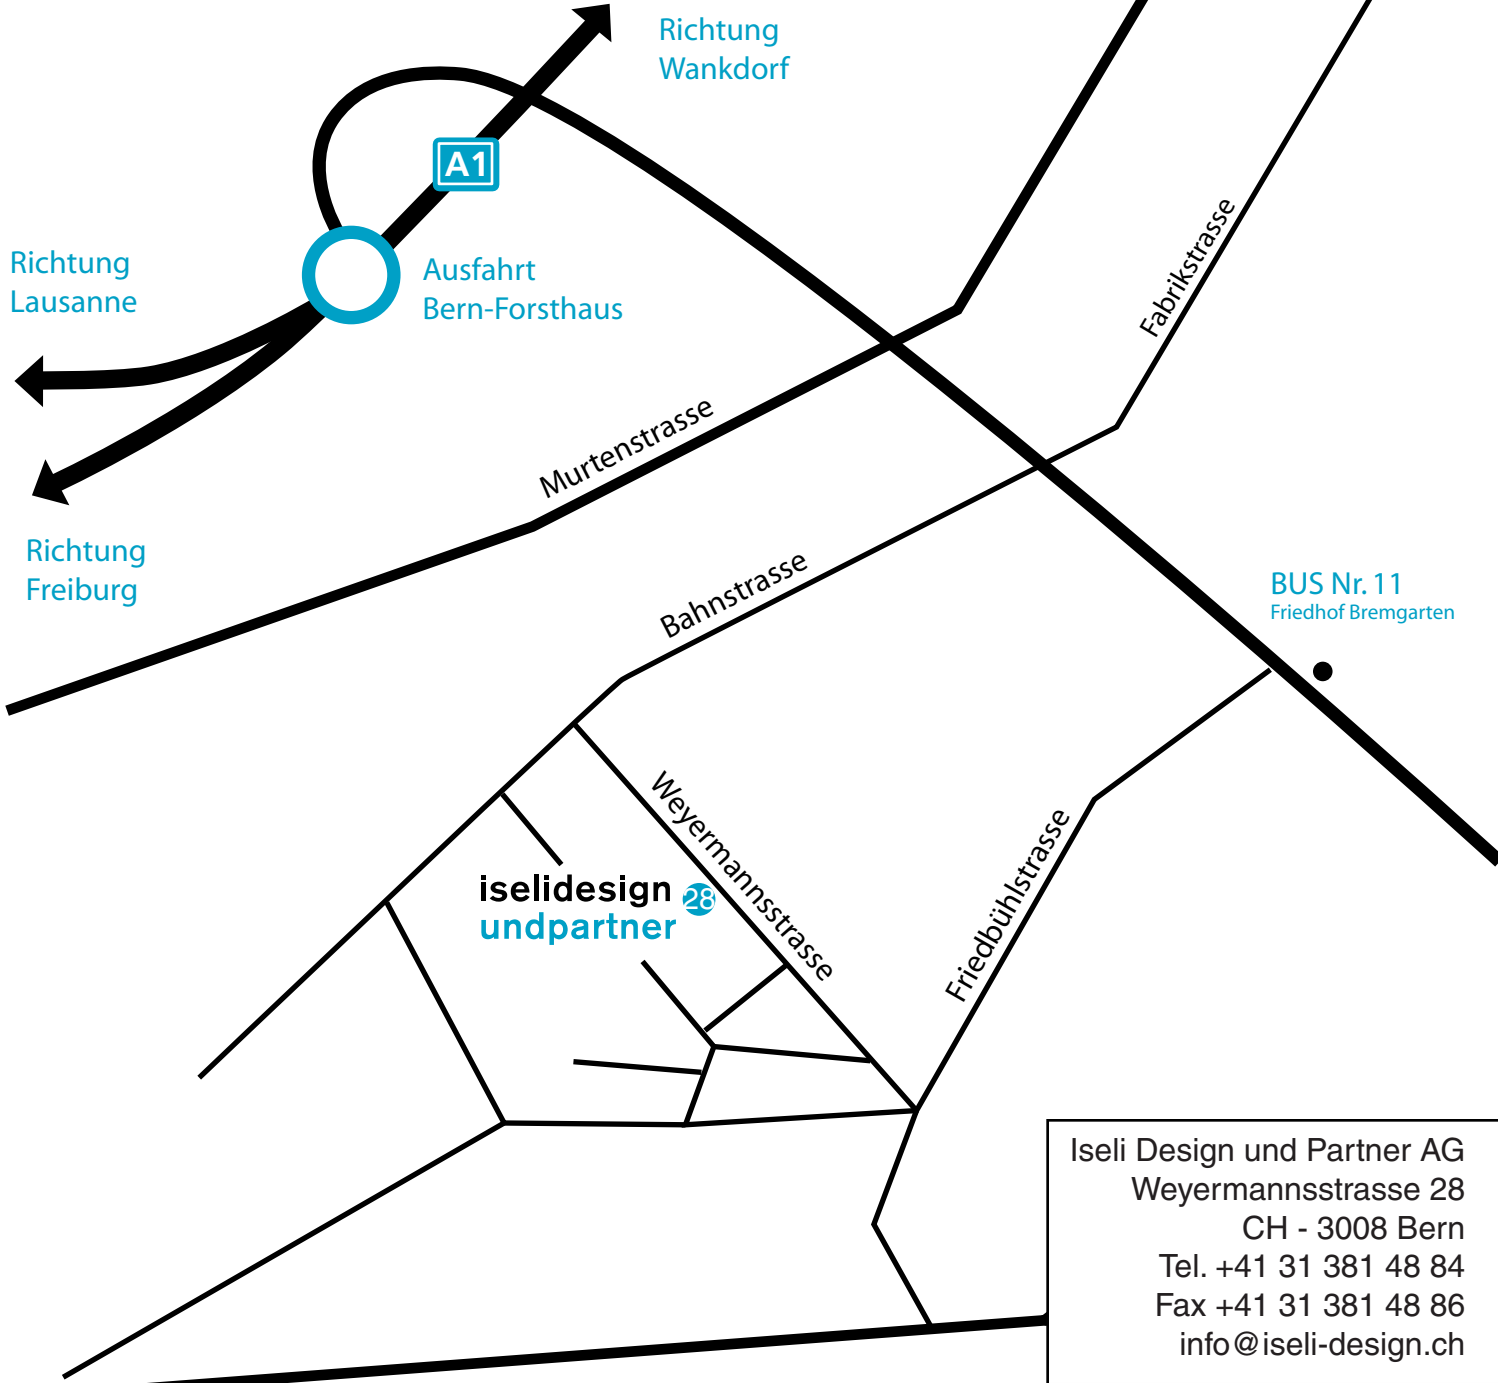 Richtung
Wankdorf
A1
Richtung
Lausanne
Ausfahrt
Bern-Forsthaus
Fabrikstrasse
Murtenstrasse
Richtung
Freiburg
Bahnstrasse
BUS Nr. 11
Friedhof Bremgarten
Weyermannsstrasse
iselidesign
undpartner
28
Friedbühlstrasse
Iseli Design und Partner AG
Weyermannsstrasse 28
CH - 3008 Bern
Tel. +41 31 381 48 84
Fax +41 31 381 48 86
info@iseli-design.ch